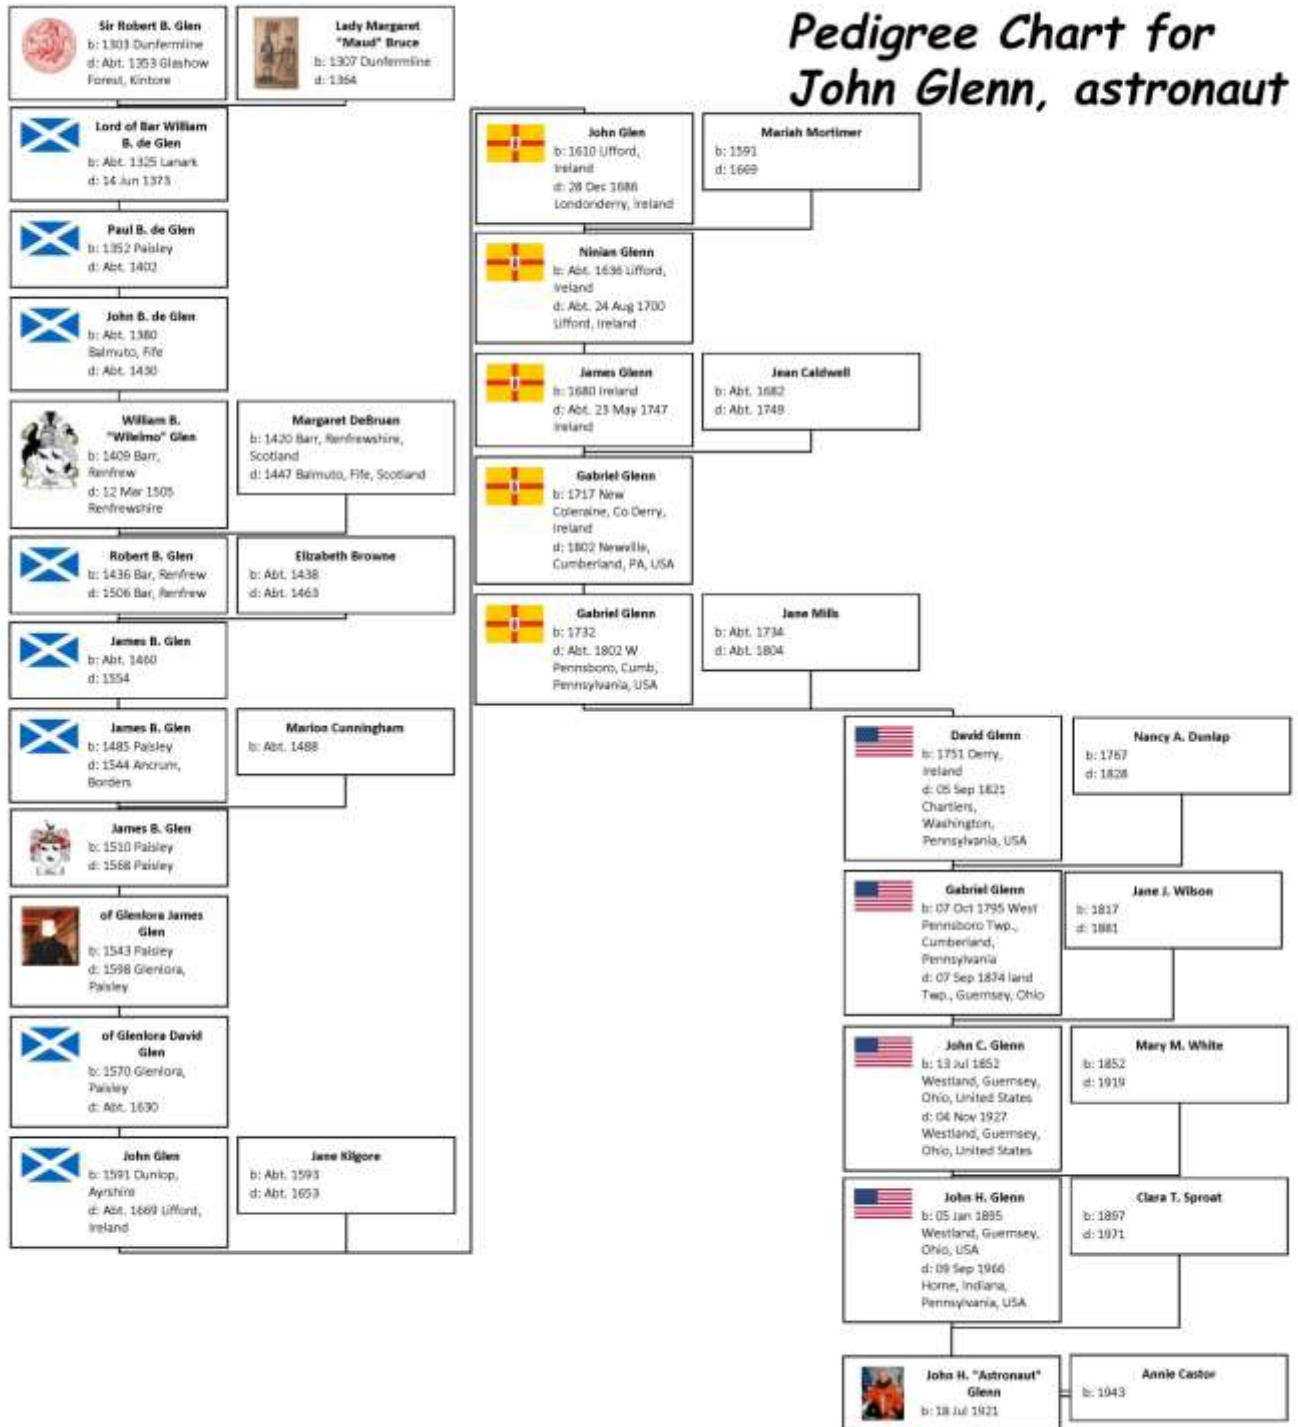 Pedigree Chart for
John Glenn, astronaut
Sir Robert B. Glen
b: 1303 Dunfermline
d: Abt. 1353 Glashow
Forest, Kintore
Lady Margaret
"Maud" Bruce
b: 1307 Dunfermline
d: 1364
Lord of Bar William
B. de Glen
b: Abt. 1325 Lanark
d: 14 Jun 1373
Paul B. de Glen
b: 1352 Paisley
d: Abt. 1402
John B. de Glen
b: Abt. 1380
Balmuto, Fife
d: Abt. 1430
William B.
"Wilelmo" Glen
b: 1409 Barr,
Renfrew
d: 12 Mar 1505
Renfrewshire
Margaret DeBruan
b: 1420 Barr, Renfrewshire,
Scotland
d: 1447 Balmuto, Fife, Scotland
Robert B. Glen
b: 1436 Bar, Renfrew
d: 1506 Bar, Renfrew
Elizabeth Browne
b: Abt. 1438
d: Abt. 1463
James B. Glen
b: Abt. 1460
d: 1554
James B. Glen
b: 1485 Paisley
d: 1544 Ancrum,
Borders
Marion Cunningham
b: Abt. 1488
James B. Glen
b: 1510 Paisley
d: 1568 Paisley
of Glenlora James
Glen
b: 1543 Paisley
d: 1598 Glenlora,
Paisley
of Glenlora David
Glen
b: 1570 Glenlora,
Paisley
d: Abt. 1630
John Glen
b: 1591 Dunlop,
Ayrshire
d: Abt. 1669 Lifford,
Ireland
Jane Kilgore
b: Abt. 1593
d: Abt. 1653
John Glen
b: 1610 Lifford,
Ireland
d: 28 Dec 1686
Londonderry, Ireland
Mariah Mortimer
b: 1591
d: 1669
Ninian Glenn
b: Abt. 1636 Lifford,
Ireland
d: Abt. 24 Aug 1700
Lifford, Ireland
James Glenn
b: 1680 Ireland
d: Abt. 23 May 1747
Ireland
Jean Caldwell
b: Abt. 1682
d: Abt. 1749
Gabriel Glenn
b: 1717 New
Coleraine, Co Derry,
Ireland
d: 1802 Newville,
Cumberland, PA, USA
Gabriel Glenn
b: 1732
d: Abt. 1802 W
Pennsboro, Cumb,
Pennsylvania, USA
Jane Mills
b: Abt. 1734
d: Abt. 1804
David Glenn
b: 1751 Derry,
Ireland
d: 05 Sep 1821
Chartiers,
Washington,
Pennsylvania, USA
Nancy A. Dunlap
b: 1767
d: 1828
Gabriel Glenn
b: 07 Oct 1795 West
Pennsboro Twp.,
Cumberland,
Pennsylvania
d: 07 Sep 1874 land
Twp., Guernsey, Ohio
Jane J. Wilson
b: 1817
d: 1881
John C. Glenn
b: 13 Jul 1852
Westland, Guernsey,
Ohio, United States
d: 04 Nov 1927
Westland, Guernsey,
Ohio, United States
Mary M. White
b: 1852
d: 1919
John H. Glenn
b: 05 Jan 1895
Westland, Guernsey,
Ohio, USA
d: 09 Sep 1966
Home, Indiana,
Pennsylvania, USA
Clara T. Sproat
b: 1897
d: 1971
John H. "Astronaut"
Glenn
b: 18 Jul 1921
Annie Castor
b: 1943